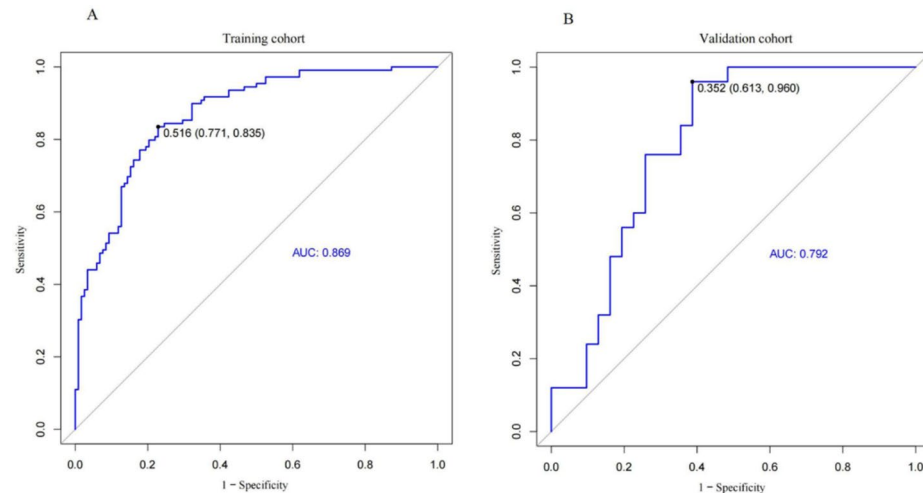 A
Training cohort
1.0
0.8
0.6
0.4
0.2
0.0
Sensitivity
0.516 (0.771, 0.835)
AUC: 0.869
0.0 0.2 0.4 0.6 0.8 1.0
1 − Specificity
B
Validation cohort
1.0
0.8
0.6
0.4
0.2
0.0
Sensitivity
0.352 (0.613, 0.960)
AUC: 0.792
0.0 0.2 0.4 0.6 0.8 1.0
1 − Specificity